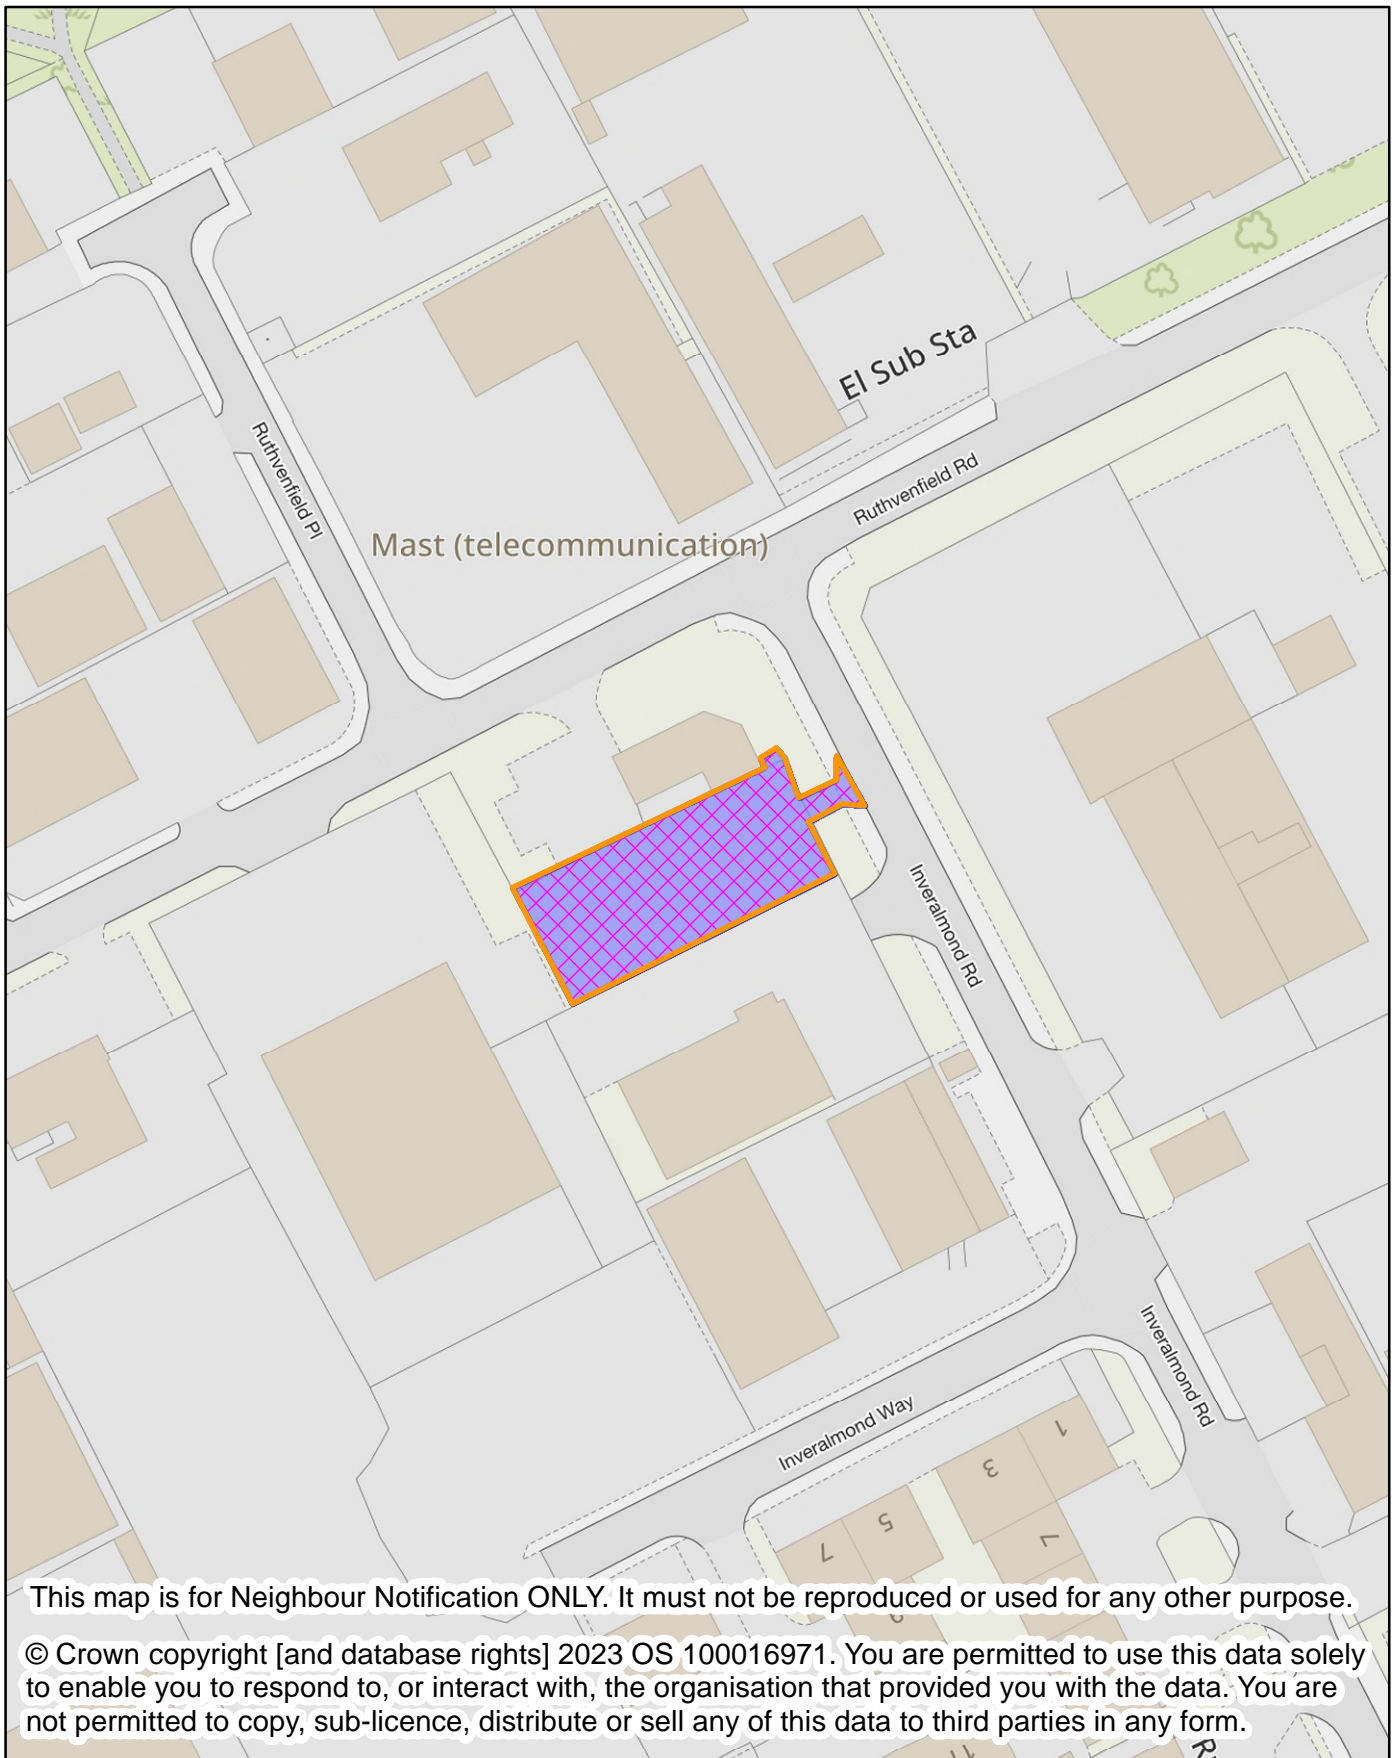 El Sub Sta
Ruthvenfield Rd
Ruthvenfield Pl
Mast (telecommunication)
Inveralmond Rd
Inveralmond Rd
Inveralmond Way
1
3
5
7
7
9
11
This map is for Neighbour Notification ONLY. It must not be reproduced or used for any other purpose.
© Crown copyright [and database rights] 2023 OS 100016971. You are permitted to use this data solely
to enable you to respond to, or interact with, the organisation that provided you with the data. You are
not permitted to copy, sub-licence, distribute or sell any of this data to third parties in any form.